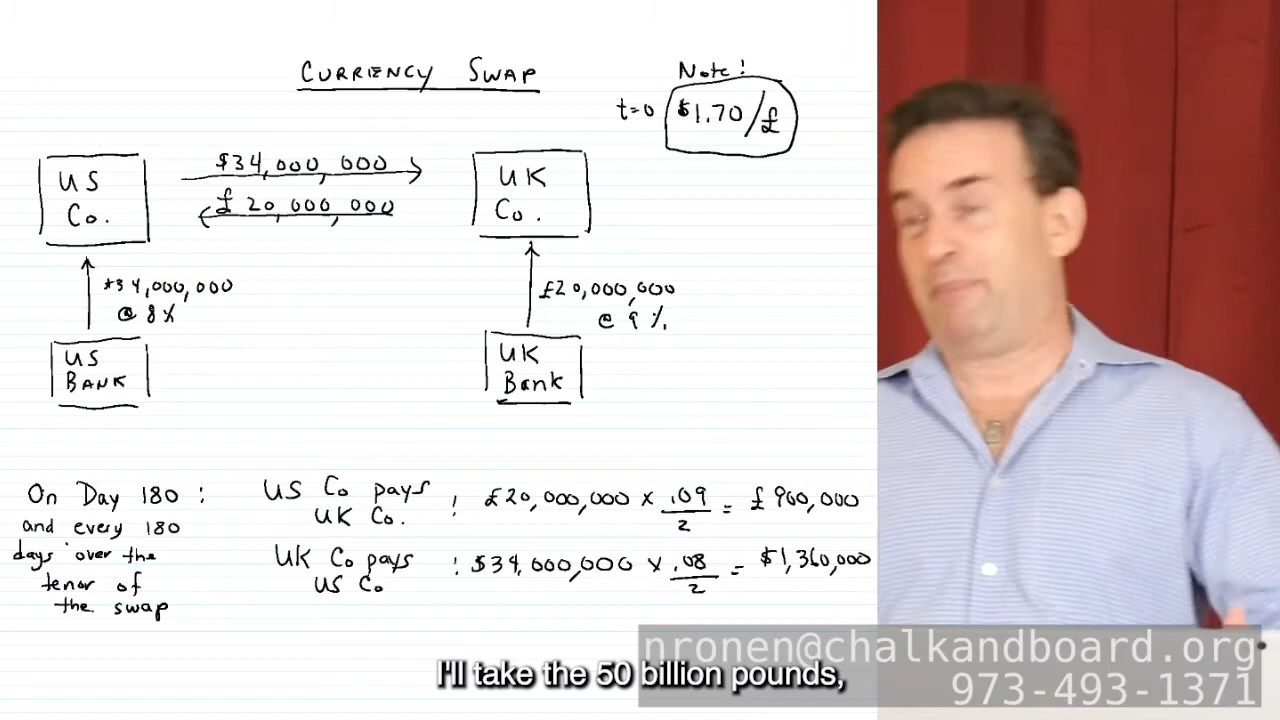 CURRENCY SWAP
Note!
t=0 $1.70/£
US
Co.
$34,000,000
£ 20,000,000
UK
Co.
$34,000,000
@ 8%
£20,000,000
@ 9%
US
BANK
UK
Bank
On Day 180 :
and every 180
days over the
tenor of
the swap
US Co pays
UK Co.
: £20,000,000 x .09/2 = £900,000
UK Co pays
US Co
: $34,000,000 x .08/2 = $1,360,000
nronen@chalkandboard.org
973-493-1371
I'll take the 50 billion pounds,